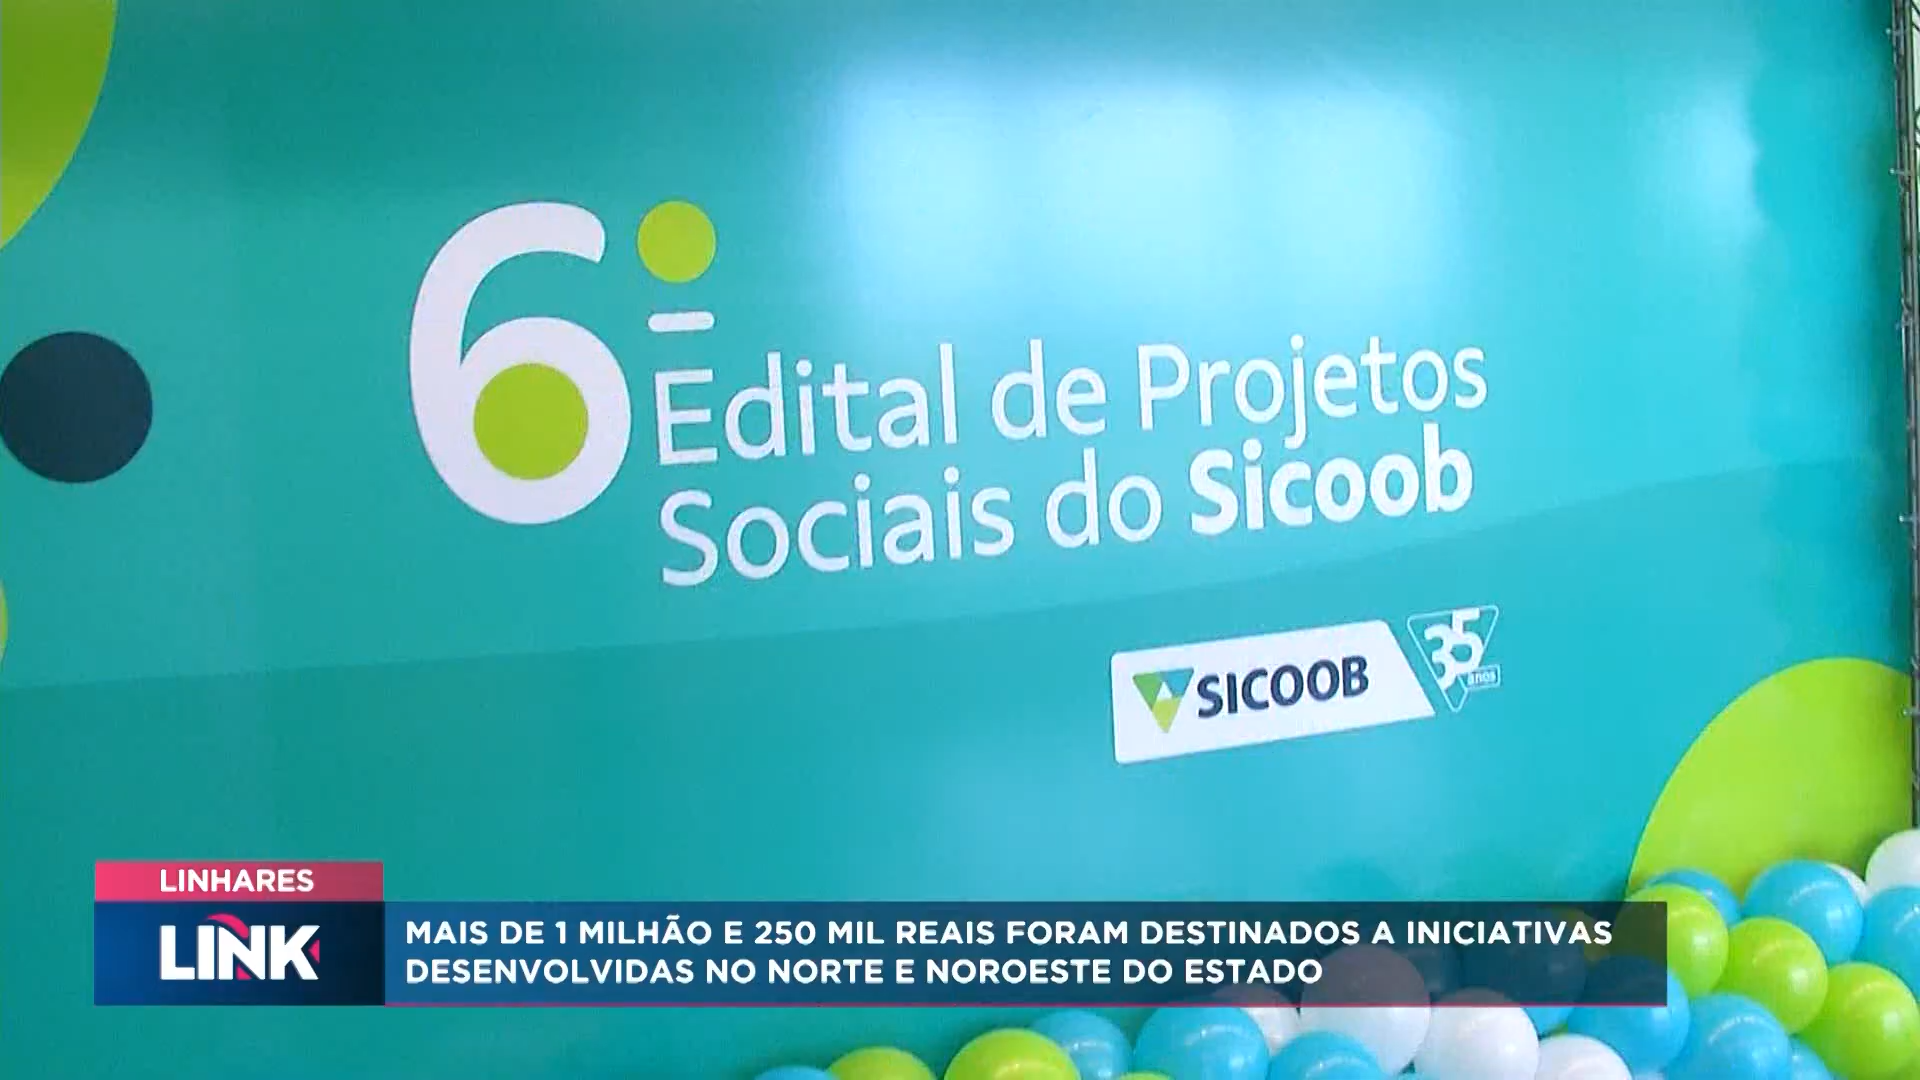 6º
Edital de Projetos
Sociais do Sicoob
SICOOB
35
anos
LINHARES
LINK
MAIS DE 1 MILHÃO E 250 MIL REAIS FORAM DESTINADOS A INICIATIVAS
DESENVOLVIDAS NO NORTE E NOROESTE DO ESTADO